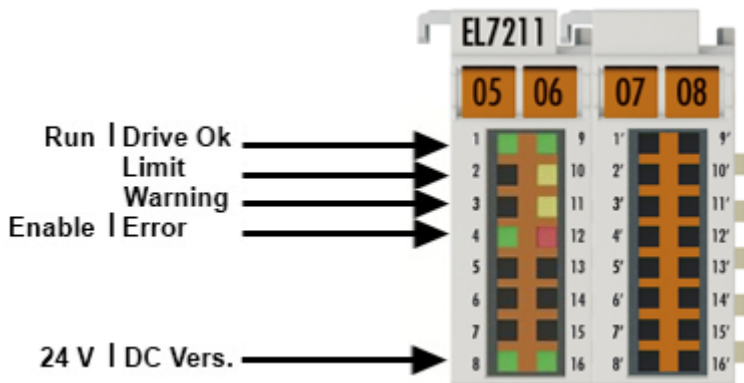 EL7211
05 06 07 08
Run | Drive Ok 1 9 1' 9'
Limit 2 10 2' 10'
Warning 3 11 3' 11'
Enable | Error 4 12 4' 12'
5 13 5' 13'
6 14 6' 14'
7 15 7' 15'
24 V | DC Vers. 8 16 8' 16'